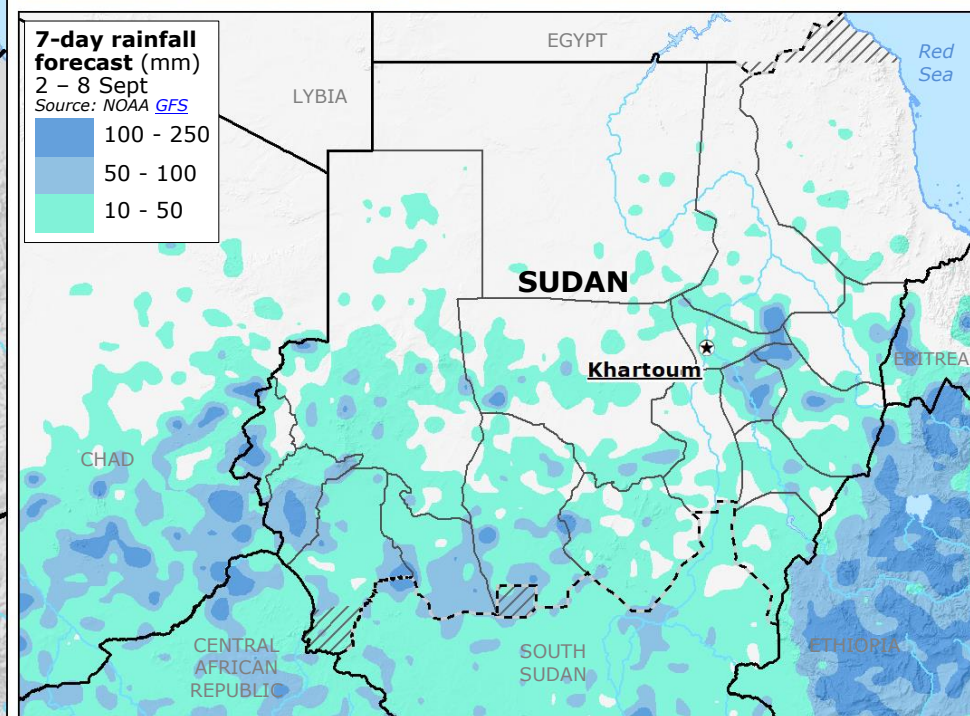 7-day rainfall
forecast (mm)
2 – 8 Sept
Source: NOAA GFS
100 - 250
50 - 100
10 - 50
EGYPT
Red
Sea
LYBIA
SUDAN
Khartoum
ERITREA
CHAD
CENTRAL
AFRICAN
REPUBLIC
SOUTH
SUDAN
ETHIOPIA